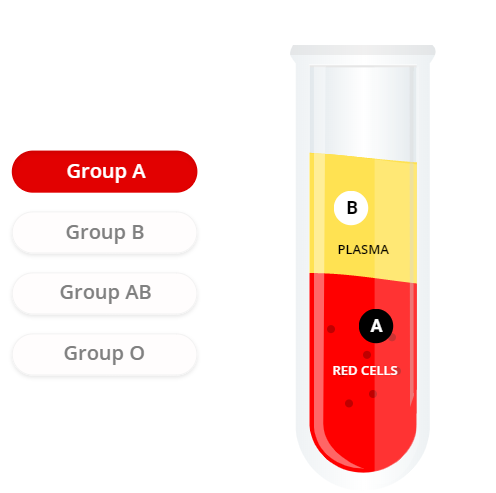 Group A
Group B
Group AB
Group O
B
PLASMA
A
RED CELLS